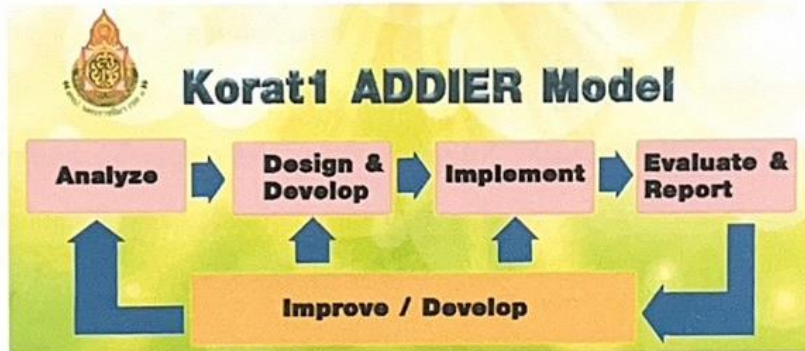 Korat1 ADDIER Model
Analyze
Design &
Develop
Implement
Evaluate &
Report
Improve / Develop